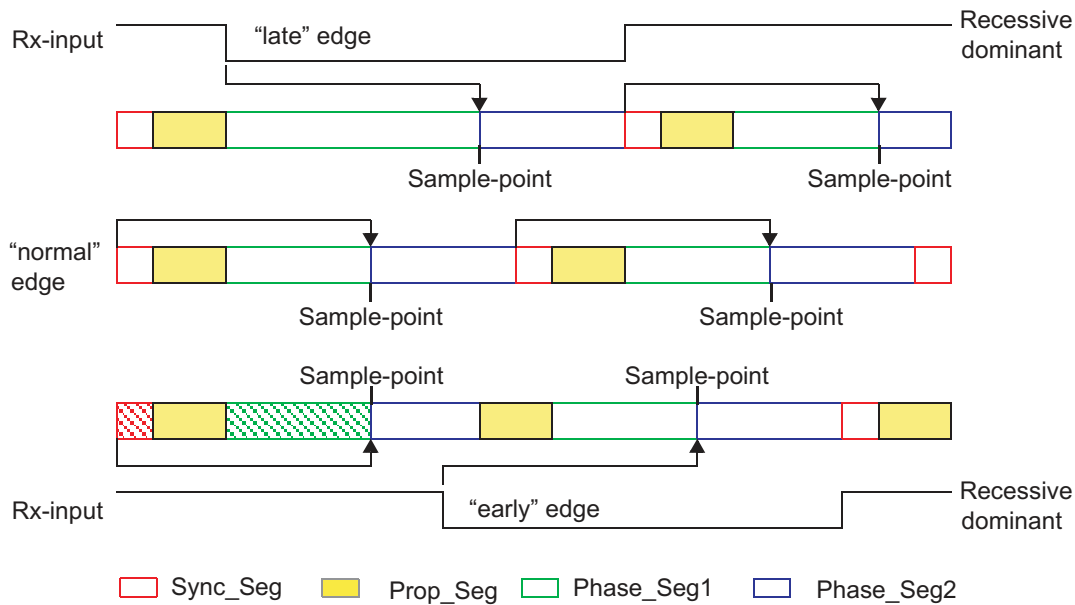 Rx-input
“late” edge
Recessive
dominant
Sample-point
Sample-point
“normal”
edge
Sample-point
Sample-point
Sample-point
Sample-point
Rx-input
“early” edge
Recessive
dominant
Sync_Seg
Prop_Seg
Phase_Seg1
Phase_Seg2